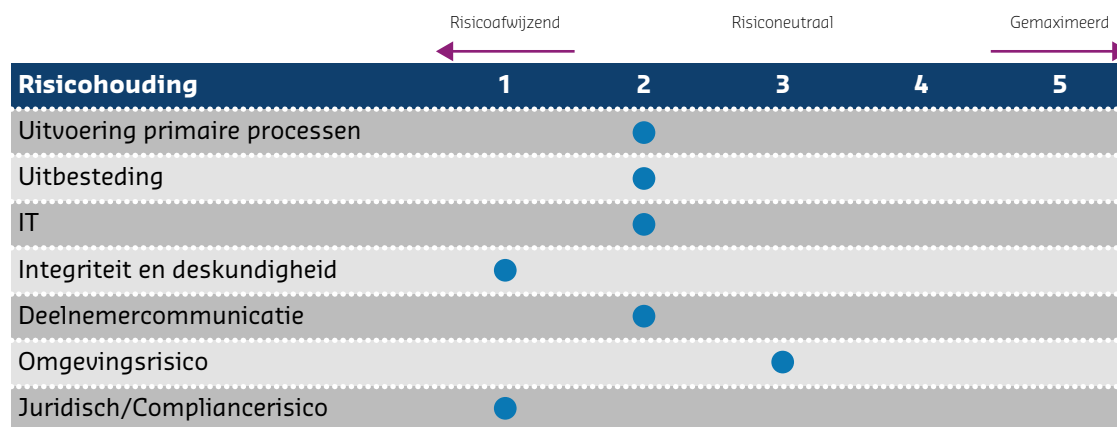 Risicoafwijzend Risiconeutraal Gemaximeerd
Risicohouding 1 2 3 4 5
Uitvoering primaire processen
Uitbesteding
IT
Integriteit en deskundigheid
Deelnemercommunicatie
Omgevingsrisico
Juridisch/Compliancerisico